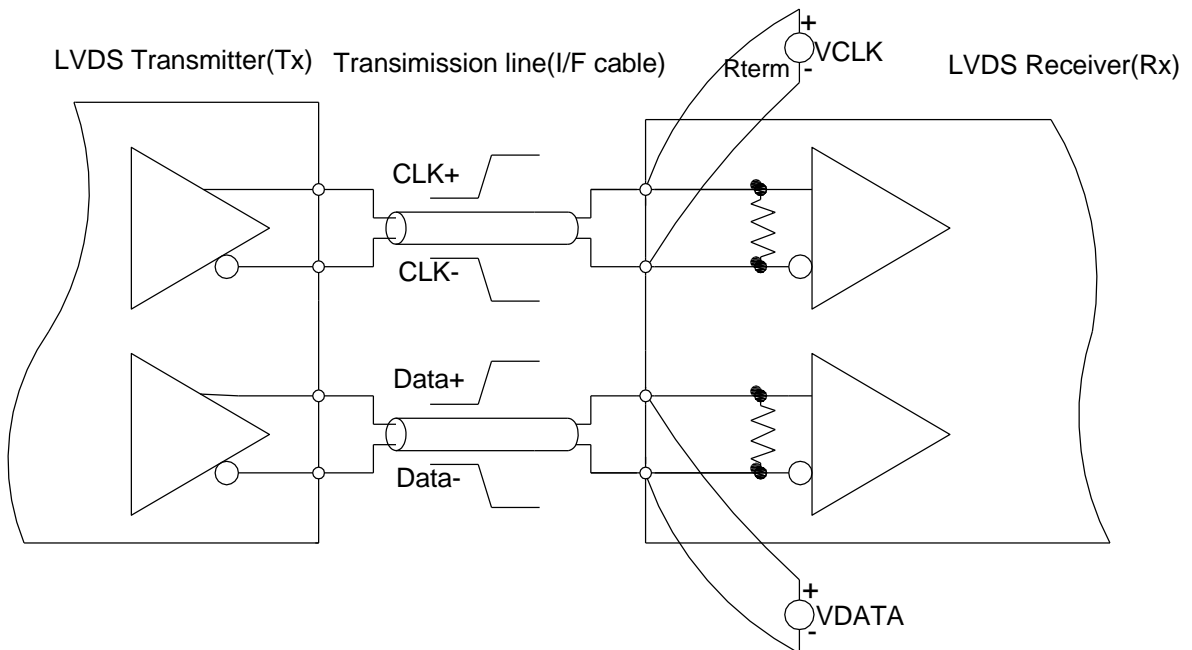 LVDS Transmitter(Tx)
Transimission line(I/F cable)
+
VCLK
-
Rterm
LVDS Receiver(Rx)
CLK+
CLK-
Data+
Data-
+
VDATA
-